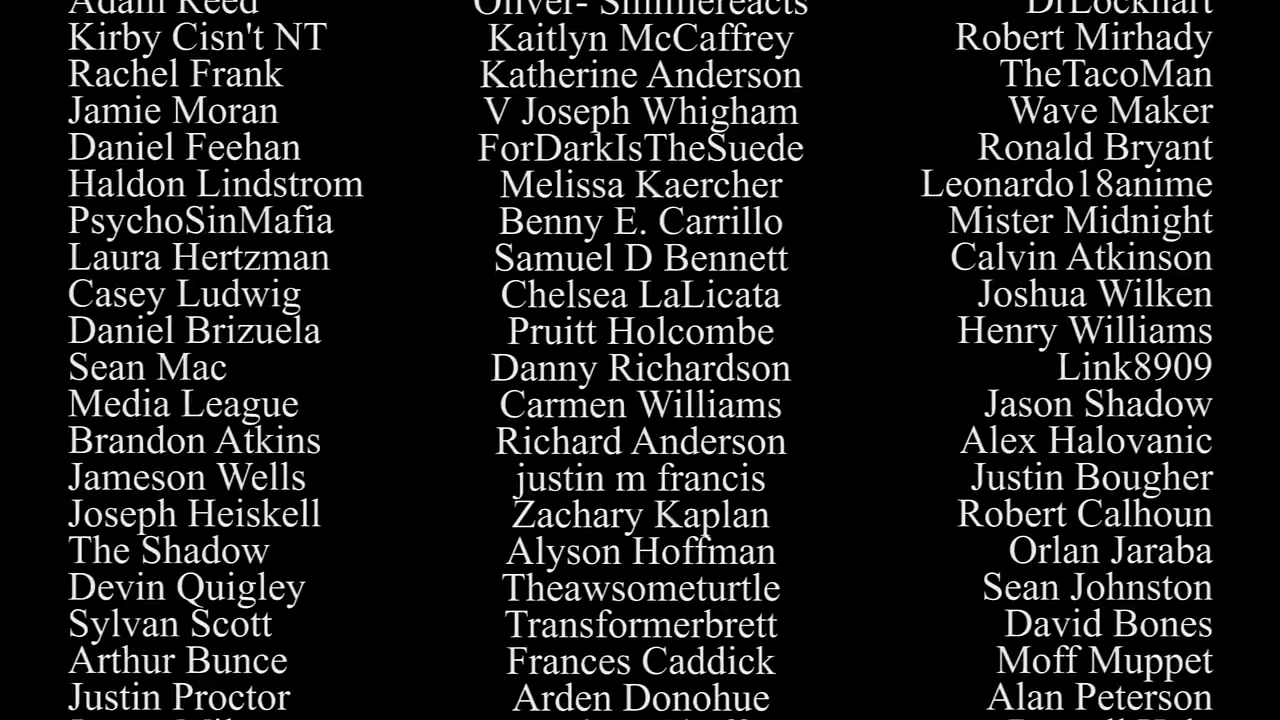 Adam Reed Oliver- Simmereacts DrLockhart
Kirby Cisn't NT Kaitlyn McCaffrey Robert Mirhady
Rachel Frank Katherine Anderson TheTacoMan
Jamie Moran V Joseph Whigham Wave Maker
Daniel Feehan ForDarkIsTheSuede Ronald Bryant
Haldon Lindstrom Melissa Kaercher Leonardo18anime
PsychoSinMafia Benny E. Carrillo Mister Midnight
Laura Hertzman Samuel D Bennett Calvin Atkinson
Casey Ludwig Chelsea LaLicata Joshua Wilken
Daniel Brizuela Pruitt Holcombe Henry Williams
Sean Mac Danny Richardson Link8909
Media League Carmen Williams Jason Shadow
Brandon Atkins Richard Anderson Alex Halovanic
Jameson Wells justin m francis Justin Bougher
Joseph Heiskell Zachary Kaplan Robert Calhoun
The Shadow Alyson Hoffman Orlan Jaraba
Devin Quigley Theawsometurtle Sean Johnston
Sylvan Scott Transformerbrett David Bones
Arthur Bunce Frances Caddick Moff Muppet
Justin Proctor Arden Donohue Alan Peterson